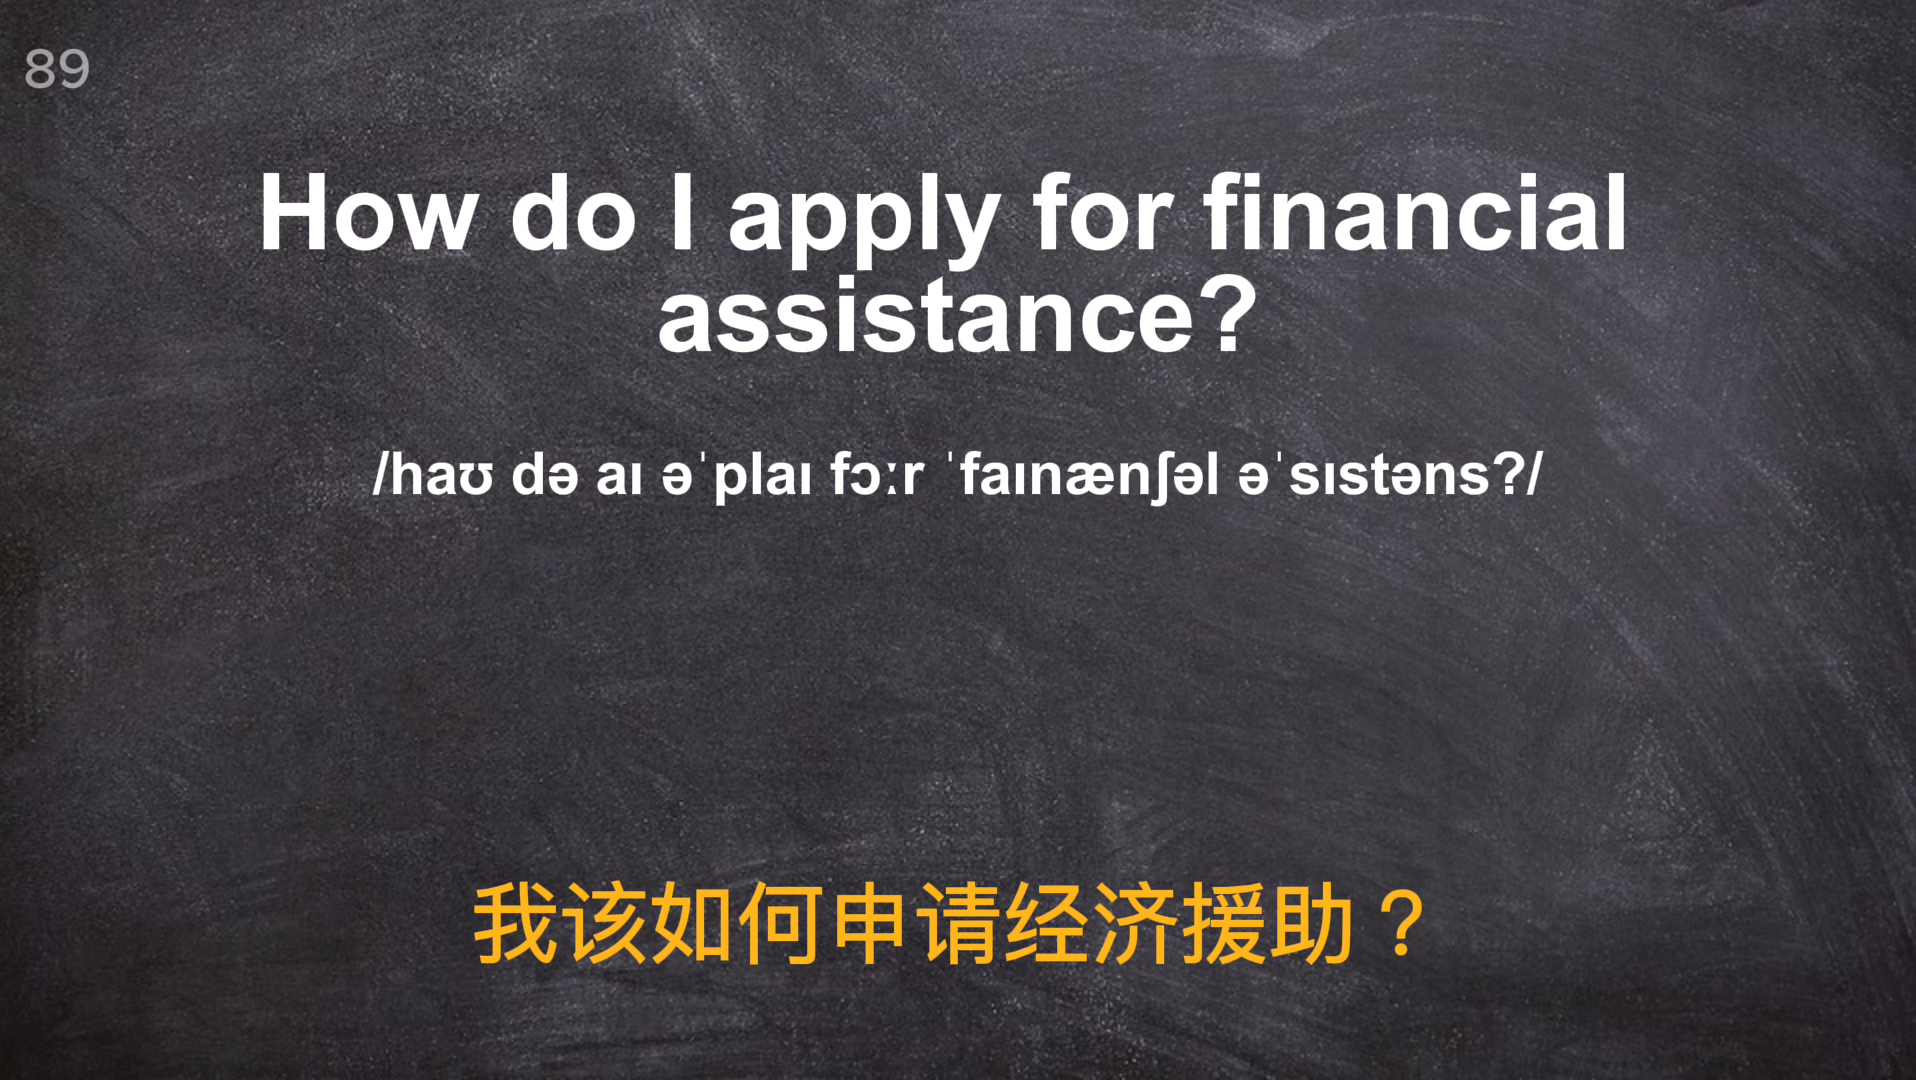 89
How do I apply for financial
assistance?
/haʊ də aɪ əˈplaɪ fɔːr ˈfaɪnænʃəl əˈsɪstəns?/
我该如何申请经济援助？